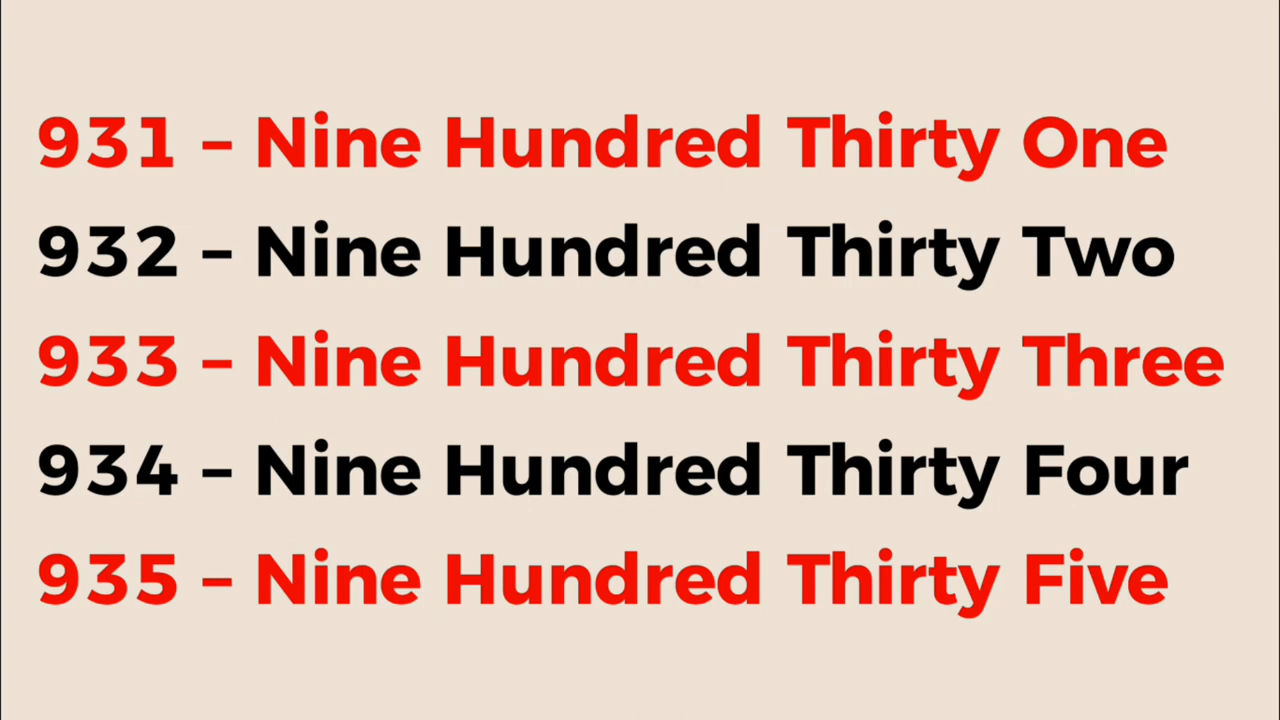 931 – Nine Hundred Thirty One
932 – Nine Hundred Thirty Two
933 – Nine Hundred Thirty Three
934 – Nine Hundred Thirty Four
935 – Nine Hundred Thirty Five